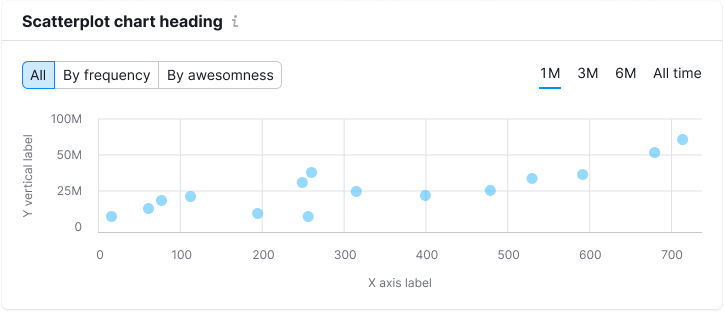 Scatterplot chart heading i
All By frequency By awesomness 1M 3M 6M All time
100M
50M
25M
0
Y vertical label
0 100 200 300 400 500 600 700
X axis label